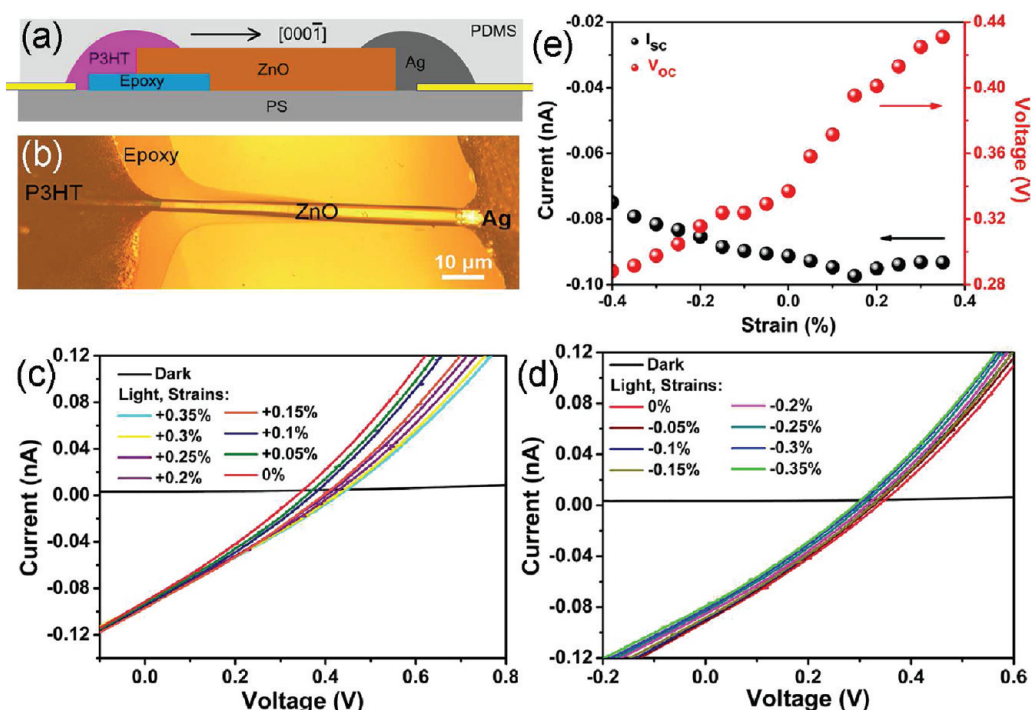 (a)
[0001̄]
PDMS
P3HT
ZnO
Ag
Epoxy
PS
(b)
Epoxy
P3HT
ZnO
Ag
10 μm
(e)
Isc
Voc
-0.02
-0.04
-0.06
-0.08
-0.10
Current (nA)
0.44
0.40
0.36
0.32
0.28
Voltage (V)
-0.4 -0.2 0.0 0.2 0.4
Strain (%)
(c)
Dark
Light, Strains:
+0.35% +0.15%
+0.3% +0.1%
+0.25% +0.05%
+0.2% 0%
0.12
0.08
0.04
0.00
-0.04
-0.08
-0.12
Current (nA)
0.0 0.2 0.4 0.6 0.8
Voltage (V)
(d)
Dark
Light, Strains:
0% -0.2%
-0.05% -0.25%
-0.1% -0.3%
-0.15% -0.35%
0.12
0.08
0.04
0.00
-0.04
-0.08
-0.12
Current (nA)
-0.2 0.0 0.2 0.4 0.6
Voltage (V)